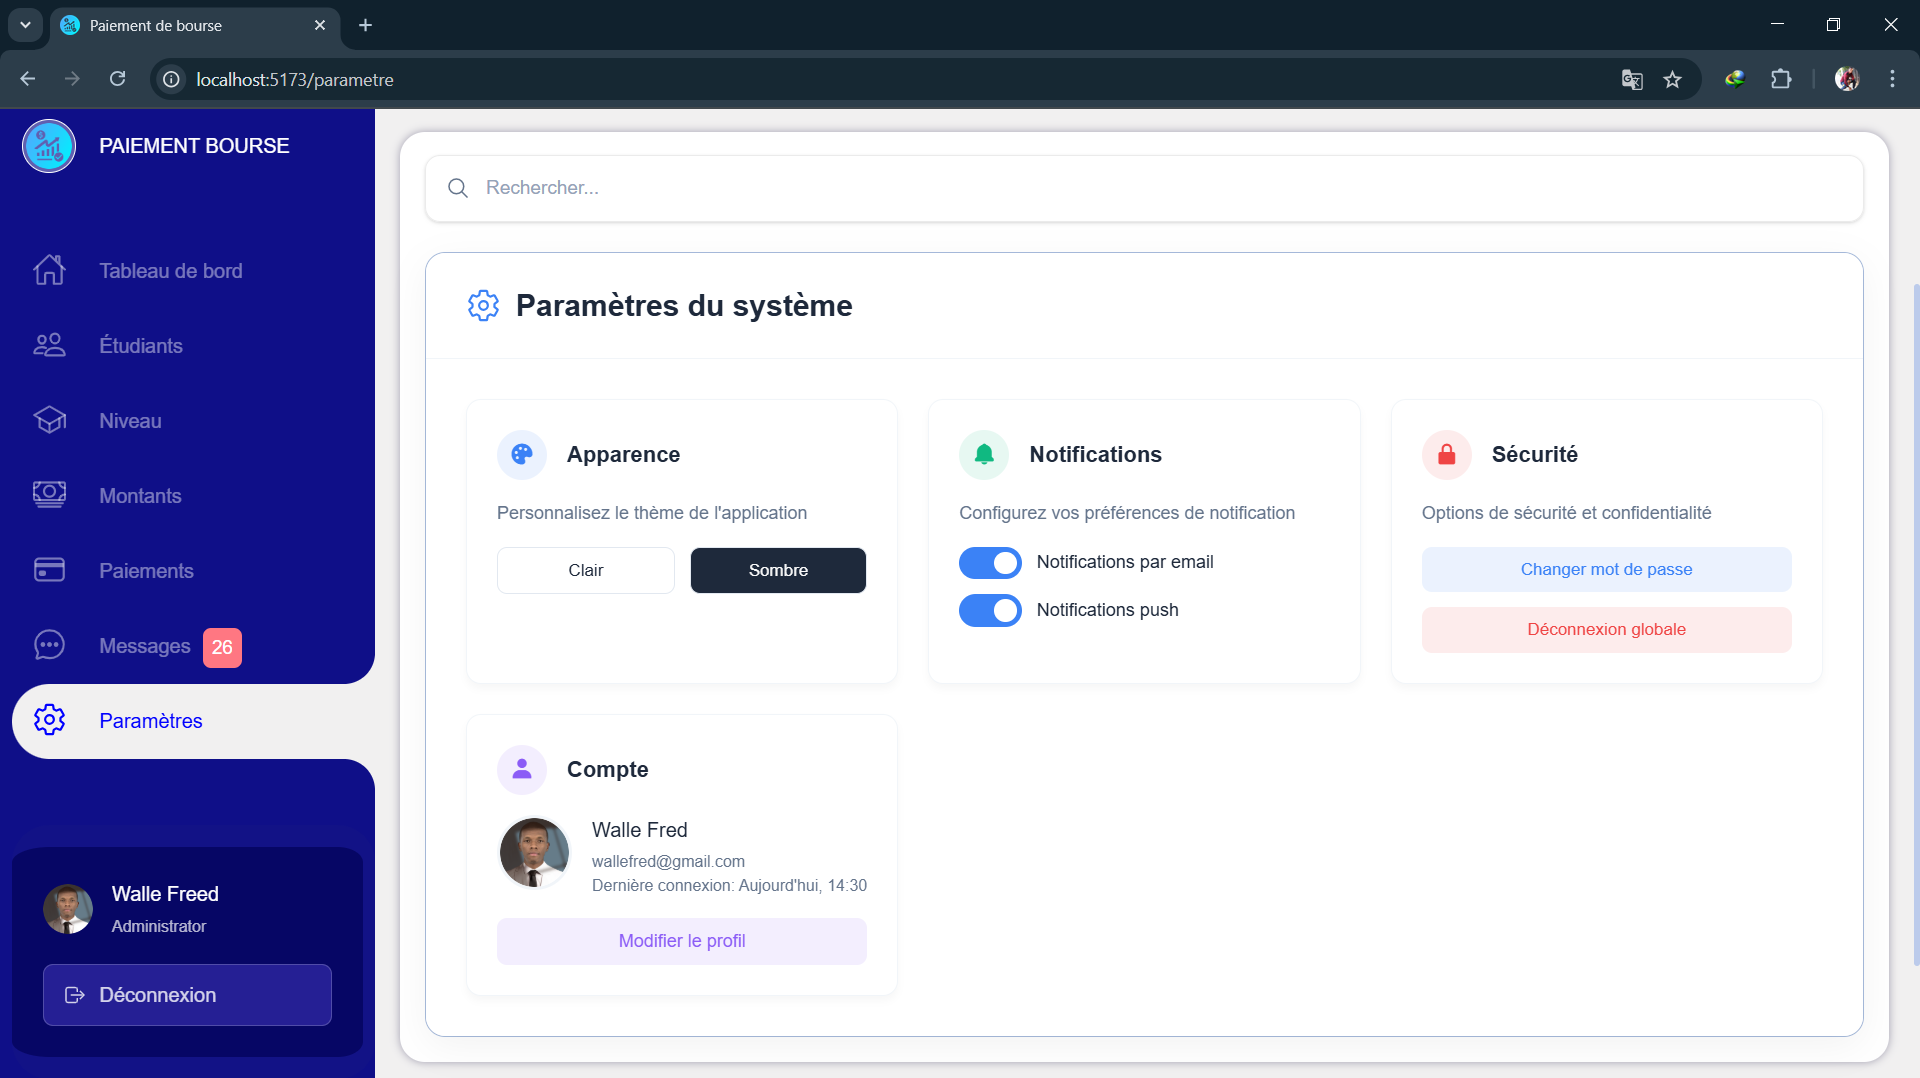 Paiement de bourse
localhost:5173/parametre
PAIEMENT BOURSE
Tableau de bord
Étudiants
Niveau
Montants
Paiements
Messages 26
Paramètres
Walle Freed
Administrator
Déconnexion
Rechercher...
Paramètres du système
Apparence
Personnalisez le thème de l'application
Clair Sombre
Notifications
Configurez vos préférences de notification
Notifications par email
Notifications push
Sécurité
Options de sécurité et confidentialité
Changer mot de passe
Déconnexion globale
Compte
Walle Fred
wallefred@gmail.com
Dernière connexion: Aujourd'hui, 14:30
Modifier le profil